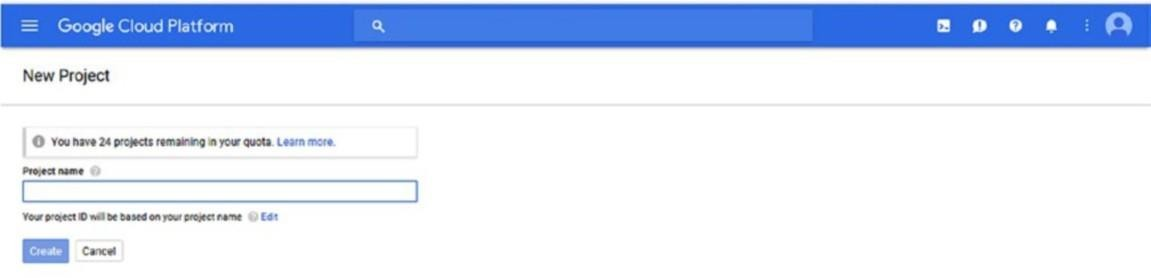 Google Cloud Platform
New Project
You have 24 projects remaining in your quota. Learn more.
Project name
Your project ID will be based on your project name Edit
Create Cancel